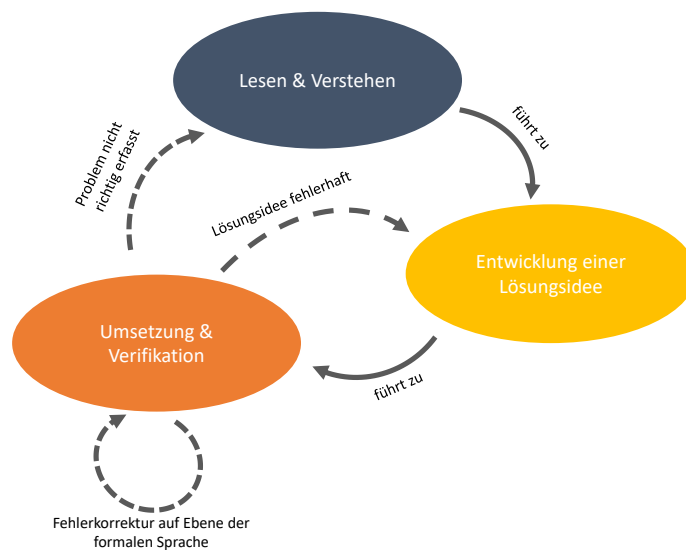 Lesen & Verstehen
führt zu
Problem nicht
richtig erfasst
Lösungsidee fehlerhaft
Entwicklung einer
Lösungsidee
Umsetzung &
Verifikation
führt zu
Fehlerkorrektur auf Ebene der
formalen Sprache